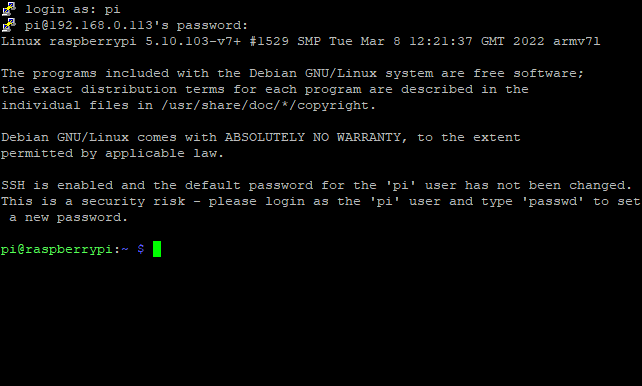 login as: pi
pi@192.168.0.113's password:
Linux raspberrypi 5.10.103-v7+ #1529 SMP Tue Mar 8 12:21:37 GMT 2022 armv7l
The programs included with the Debian GNU/Linux system are free software;
the exact distribution terms for each program are described in the
individual files in /usr/share/doc/*/copyright.
Debian GNU/Linux comes with ABSOLUTELY NO WARRANTY, to the extent
permitted by applicable law.
SSH is enabled and the default password for the 'pi' user has not been changed.
This is a security risk - please login as the 'pi' user and type 'passwd' to set
a new password.
pi@raspberrypi:~ $